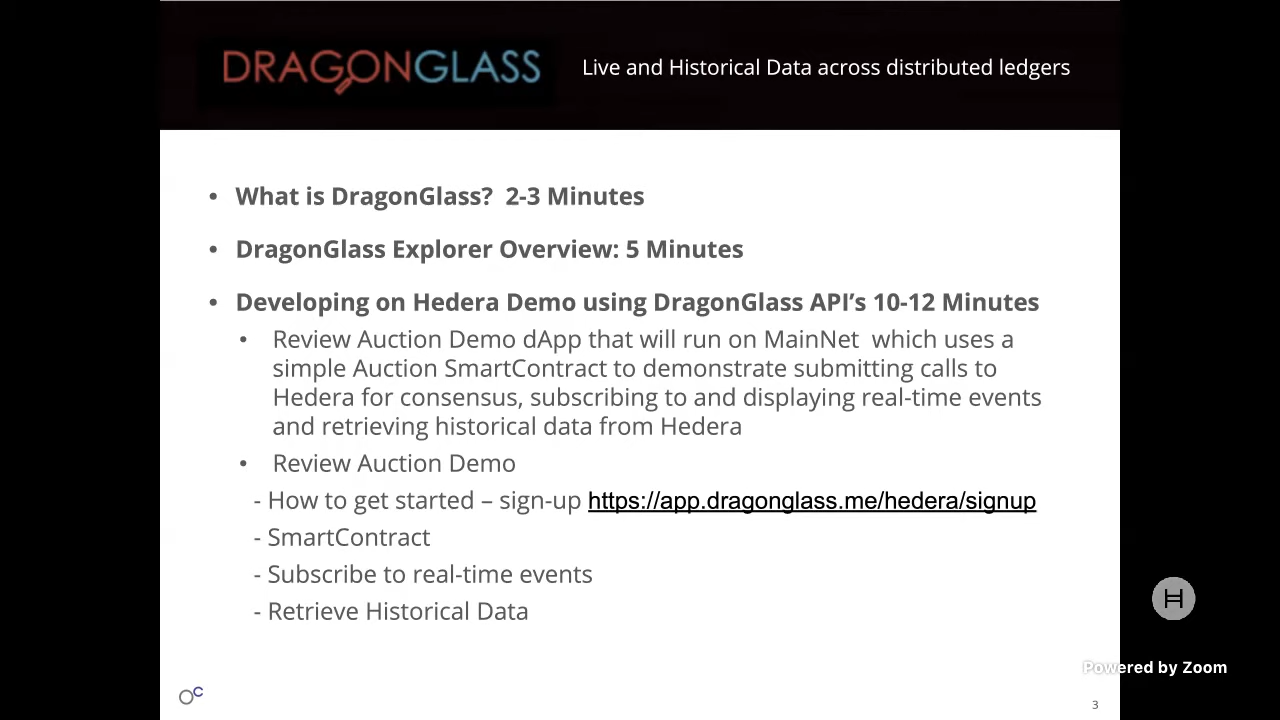 DRAGONGLASS
Live and Historical Data across distributed ledgers
• What is DragonGlass? 2-3 Minutes
• DragonGlass Explorer Overview: 5 Minutes
• Developing on Hedera Demo using DragonGlass API’s 10-12 Minutes
• Review Auction Demo dApp that will run on MainNet which uses a
simple Auction SmartContract to demonstrate submitting calls to
Hedera for consensus, subscribing to and displaying real-time events
and retrieving historical data from Hedera
• Review Auction Demo
- How to get started – sign-up https://app.dragonglass.me/hedera/signup
- SmartContract
- Subscribe to real-time events
- Retrieve Historical Data
H
Powered by Zoom
OC
3